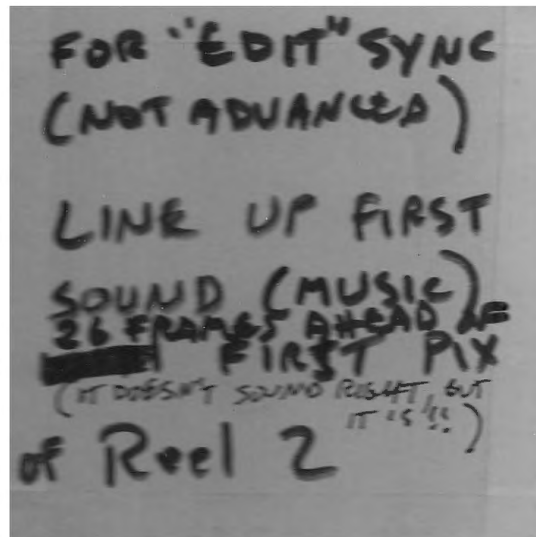 FOR "EDIT" SYNC
(NOT ADVANCED)
LINE UP FIRST
SOUND (MUSIC)
26 FRAMES AHEAD OF
FIRST PIX
(IT DOESN'T SOUND RIGHT, BUT
IT IS!!)
of Reel 2